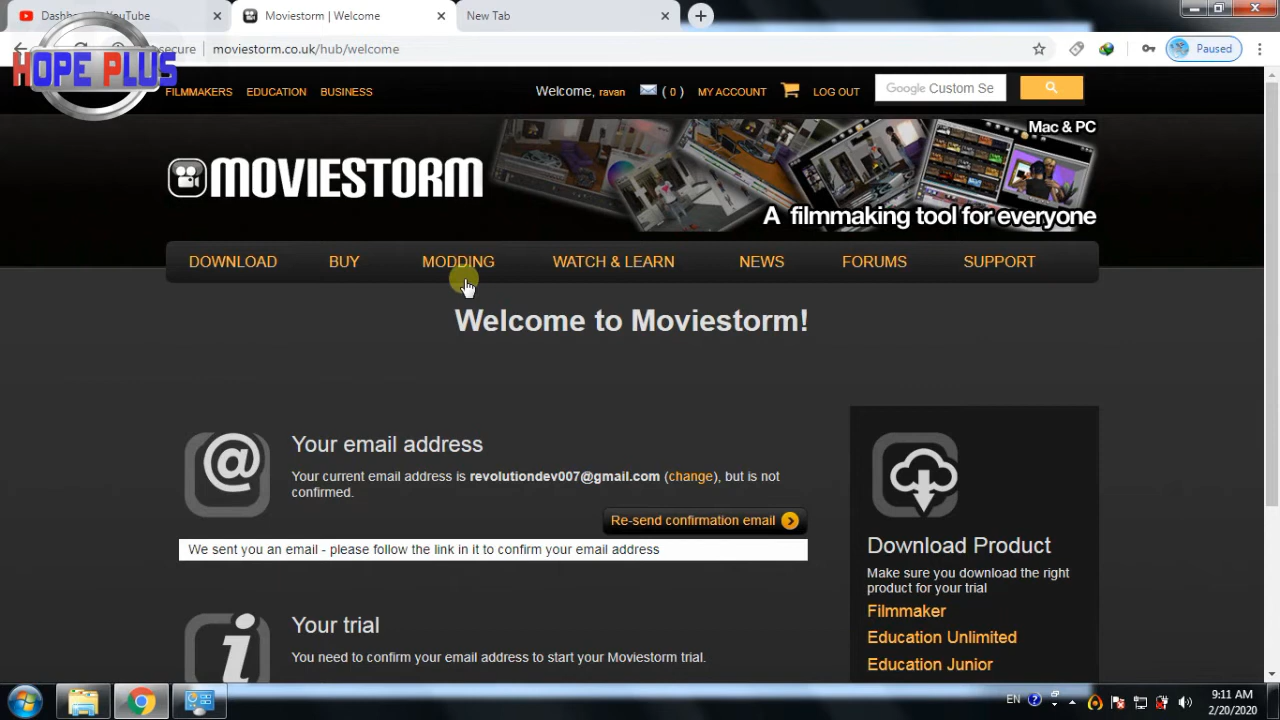 Dashboard - YouTube
Moviestorm | Welcome
New Tab
moviestorm.co.uk/hub/welcome
Paused
HOPE PLUS
FILMMAKERS EDUCATION BUSINESS
Welcome, ravan ( 0 ) MY ACCOUNT LOG OUT
Google Custom Se
Mac & PC
MOVIESTORM
A filmmaking tool for everyone
DOWNLOAD BUY MODDING WATCH & LEARN NEWS FORUMS SUPPORT
Welcome to Moviestorm!
@
Your email address
Your current email address is revolutiondev007@gmail.com (change), but is not
confirmed.
Re-send confirmation email
We sent you an email - please follow the link in it to confirm your email address
i
Your trial
You need to confirm your email address to start your Moviestorm trial.
Download Product
Make sure you download the right
product for your trial
Filmmaker
Education Unlimited
Education Junior
EN
9:11 AM
2/20/2020